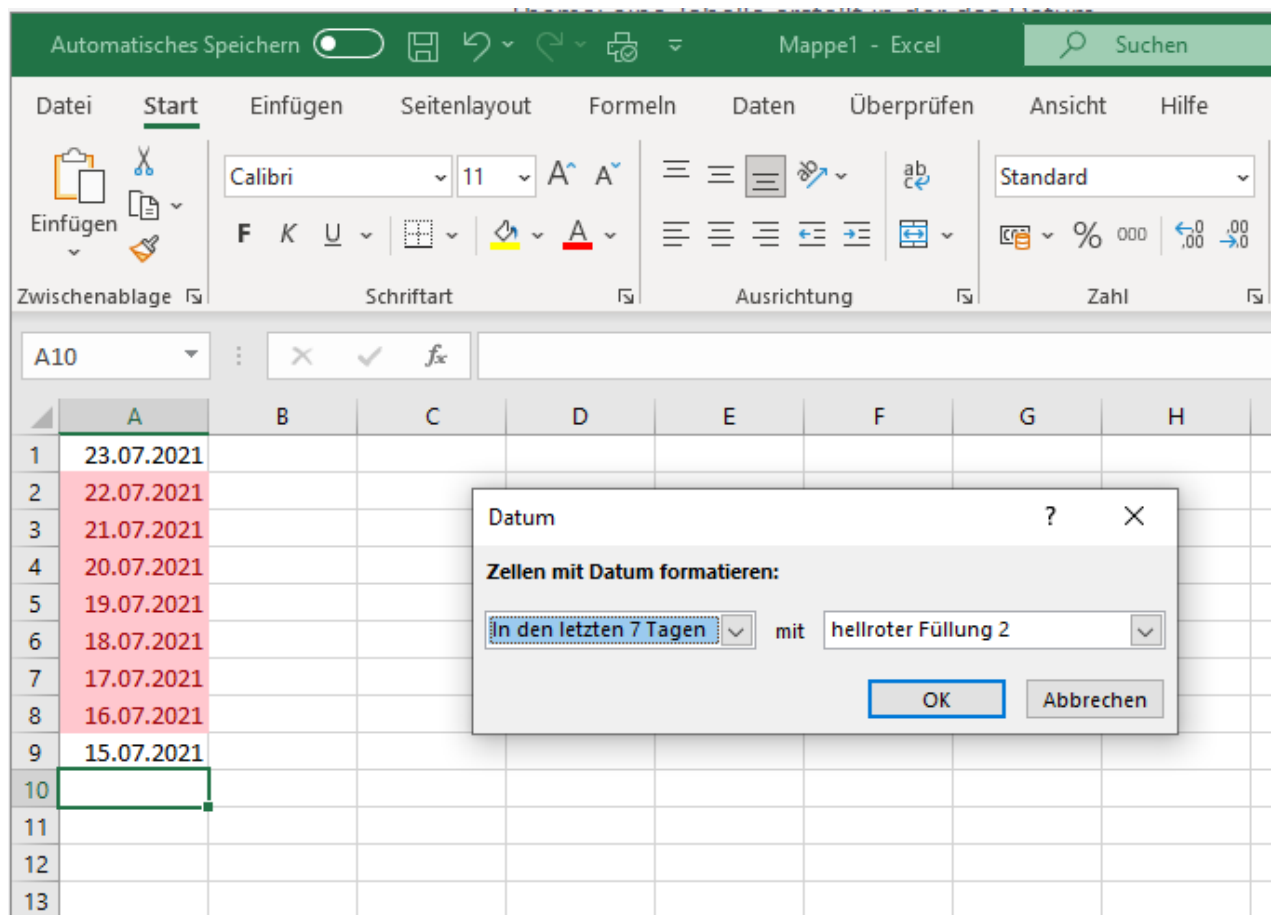 Automatisches Speichern
Mappe1 - Excel
Suchen
Datei Start Einfügen Seitenlayout Formeln Daten Überprüfen Ansicht Hilfe
Einfügen
Calibri 11 A A ab c Standard
F K U A % 000 ,00 ,00
Zwischenablage Schriftart Ausrichtung Zahl
A10 fx
A B C D E F G H
1 23.07.2021
2 22.07.2021
3 21.07.2021
4 20.07.2021
5 19.07.2021
6 18.07.2021
7 17.07.2021
8 16.07.2021
9 15.07.2021
10
11
12
13
Datum ?
Zellen mit Datum formatieren:
In den letzten 7 Tagen mit hellroter Füllung 2
OK Abbrechen